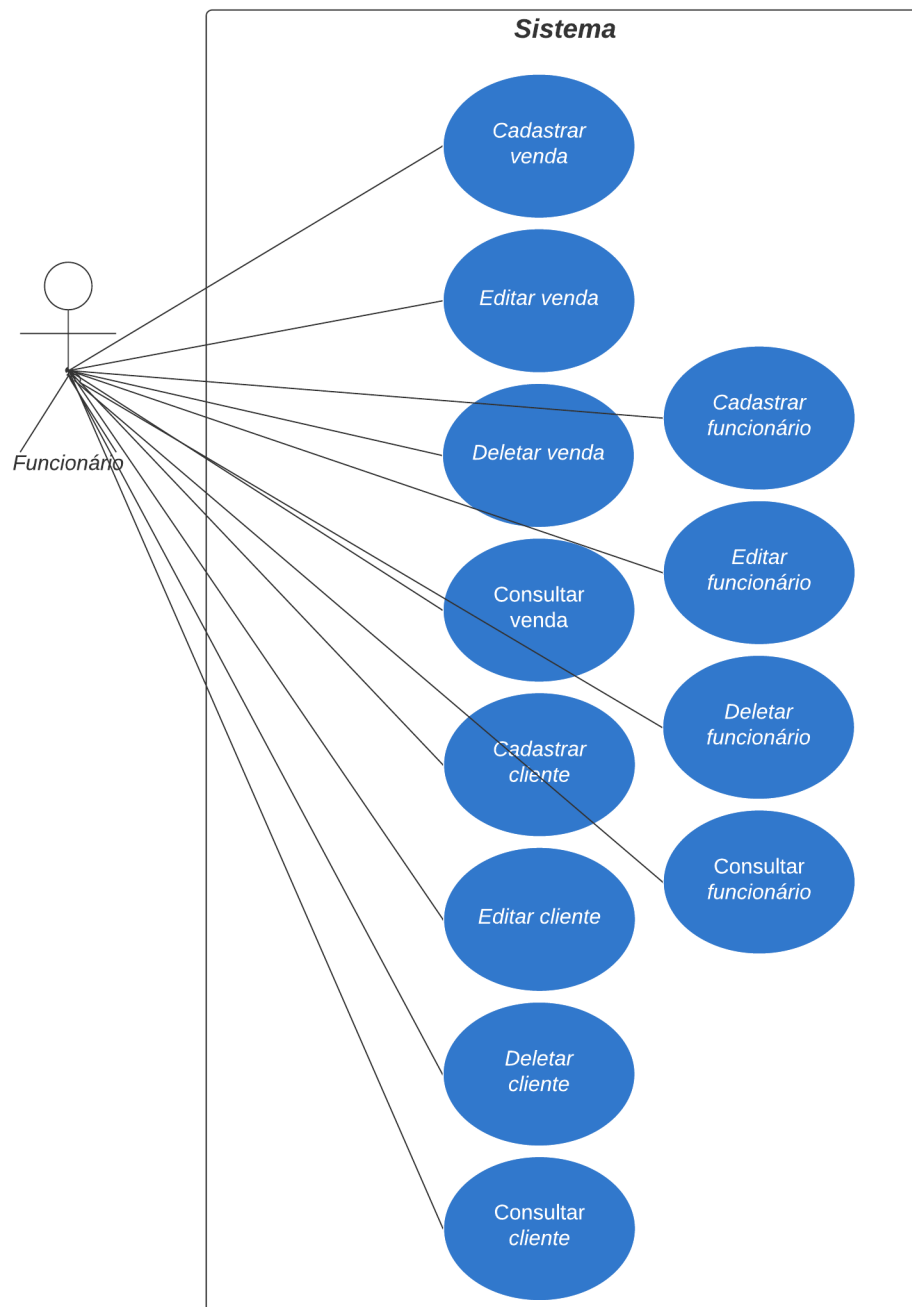 Sistema
Cadastrar
venda
Editar venda
Deletar venda
Consultar
venda
Cadastrar
cliente
Editar cliente
Deletar
cliente
Consultar
cliente
Cadastrar
funcionário
Editar
funcionário
Deletar
funcionário
Consultar
funcionário
Funcionário